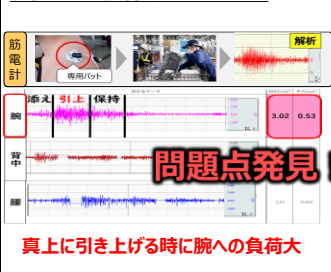 筋電計
専用パット
解析
添え 引上 保持
腕
3.02 0.53
背中
腰
問題点発見！
真上に引き上げる時に腕への負荷大